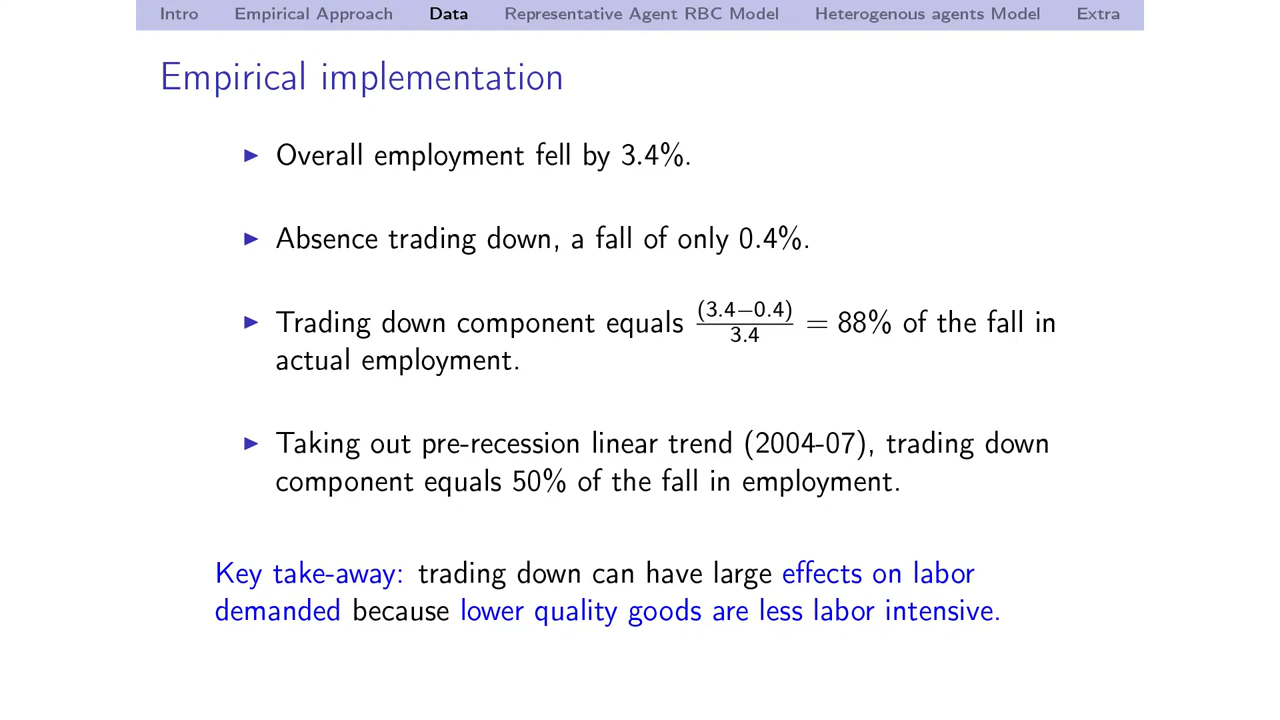 Intro Empirical Approach Data Representative Agent RBC Model Heterogenous agents Model Extra
Empirical implementation
▶ Overall employment fell by 3.4%.
▶ Absence trading down, a fall of only 0.4%.
▶ Trading down component equals (3.4−0.4)/3.4 = 88% of the fall in
actual employment.
▶ Taking out pre-recession linear trend (2004-07), trading down
component equals 50% of the fall in employment.
Key take-away: trading down can have large effects on labor
demanded because lower quality goods are less labor intensive.